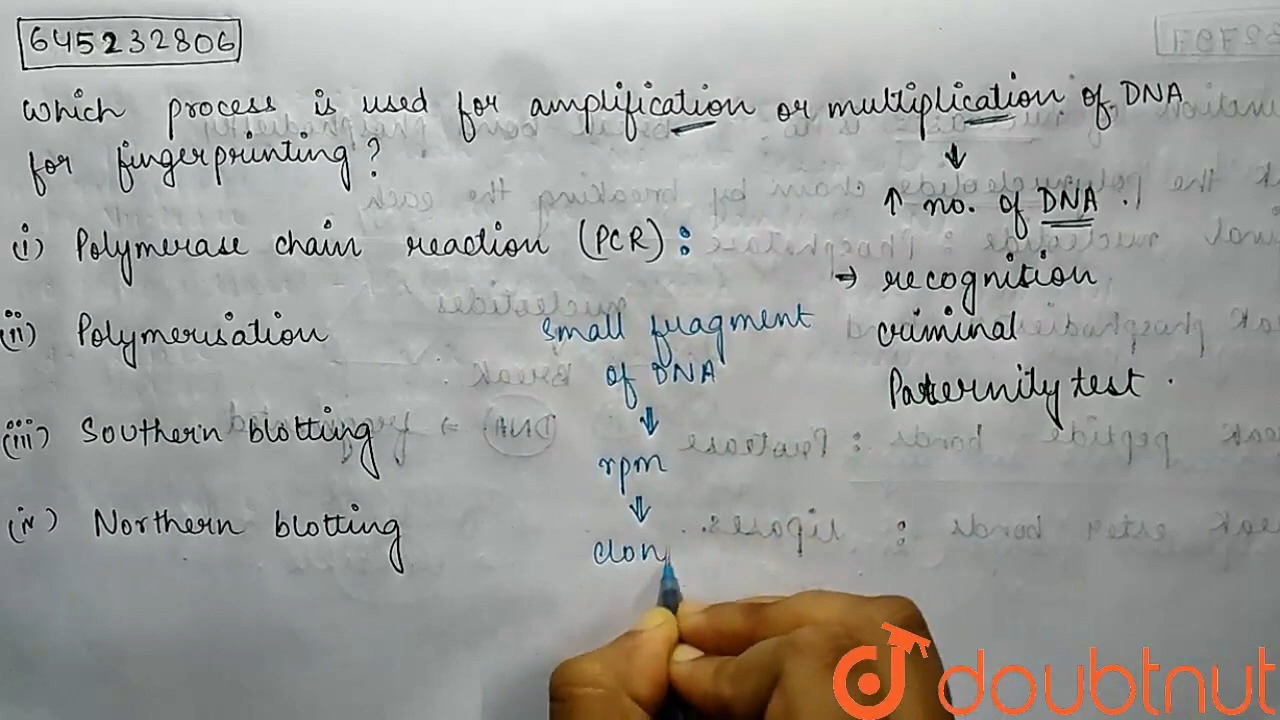 645232806
Which process is used for amplification or multiplication of DNA
for fingerprinting?
↓
↑ no. of DNA.
(i) Polymerase chain reaction (PCR) :
→ recognision
criminal
Paternity test.
(ii) Polymerisation
small fragment
of DNA
↓
rpm
↓
clon
(iii) Southern blotting
(iv) Northern blotting
doubtnut